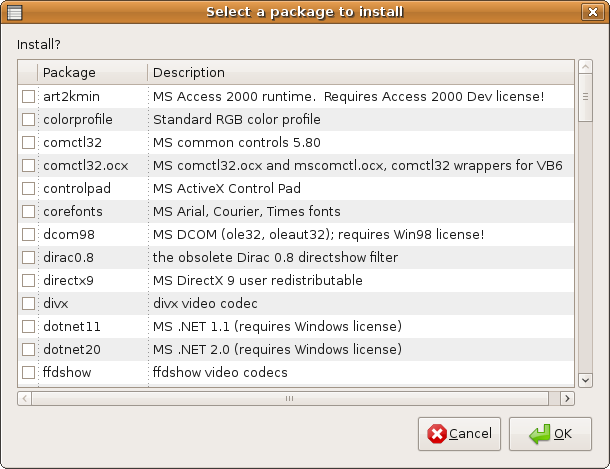 Select a package to install
Install?
Package Description
art2kmin MS Access 2000 runtime.  Requires Access 2000 Dev license!
colorprofile Standard RGB color profile
comctl32 MS common controls 5.80
comctl32.ocx MS comctl32.ocx and mscomctl.ocx, comctl32 wrappers for VB6
controlpad MS ActiveX Control Pad
corefonts MS Arial, Courier, Times fonts
dcom98 MS DCOM (ole32, oleaut32); requires Win98 license!
dirac0.8 the obsolete Dirac 0.8 directshow filter
directx9 MS DirectX 9 user redistributable
divx divx video codec
dotnet11 MS .NET 1.1 (requires Windows license)
dotnet20 MS .NET 2.0 (requires Windows license)
ffdshow ffdshow video codecs
Cancel OK